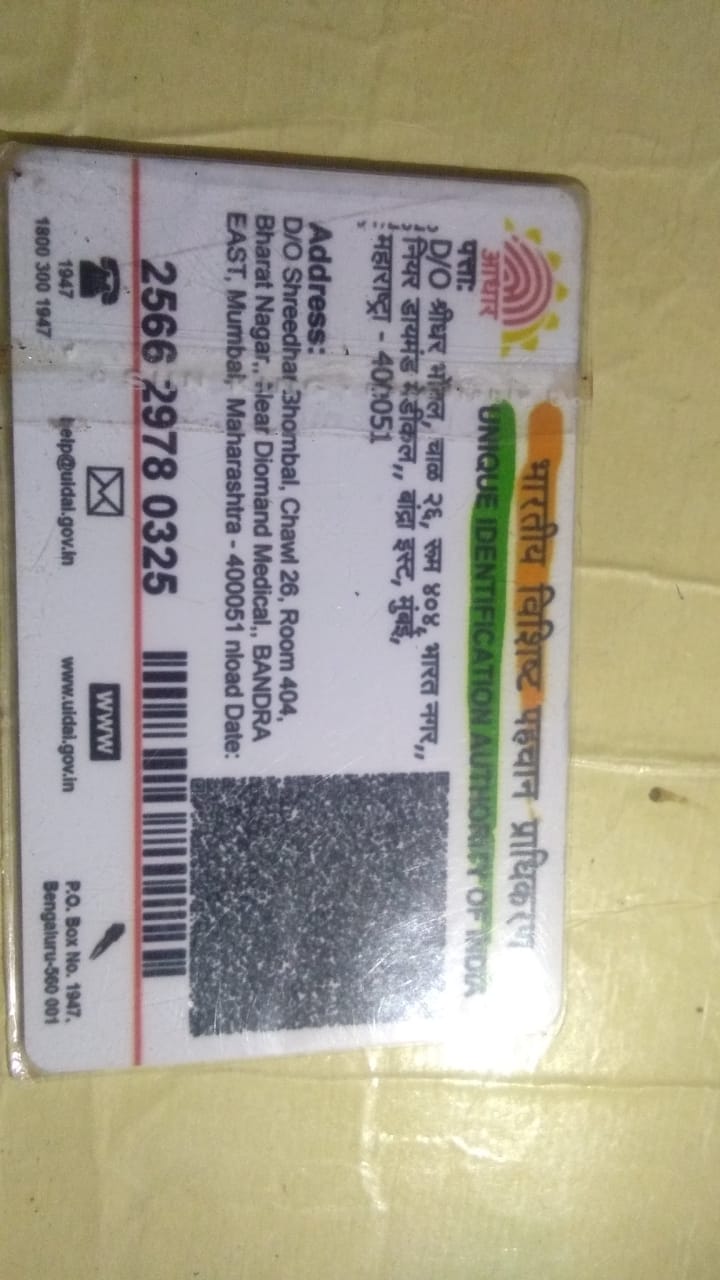 भारतीय विशिष्ट पहचान प्राधिकरण
UNIQUE IDENTIFICATION AUTHORITY OF INDIA
आधार
पत्ता:
D/O श्रीधर चाळ २६, रूम ४०४, भारत नगर,,
नियर डायमंड मेडीकल,, बांद्रा इस्ट, मुंबई,
महाराष्ट्रा - 400051
Address:
D/O Shreedhar Bhombal, Chawl 26, Room 404,
Bharat Nagar,, Near Diomand Medical,, BANDRA
EAST, Mumbai, Maharashtra - 400051 nload Date:
2566 2978 0325
1947
1800 300 1947
help@uidai.gov.in
www
www.uidai.gov.in
P.O. Box No. 1947,
Bengaluru-560 001